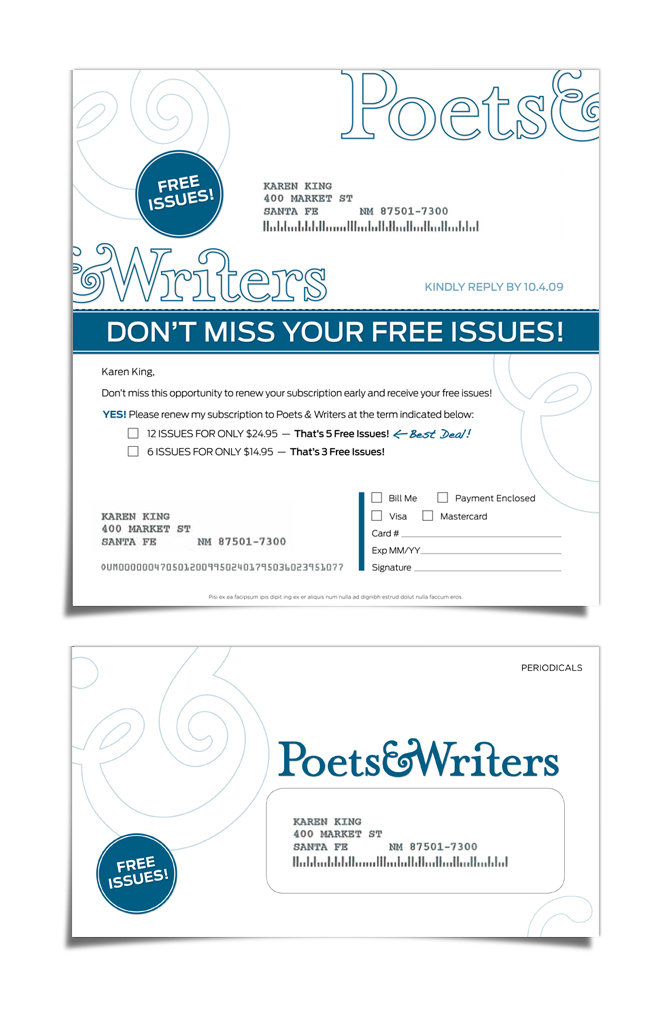 Poets&
FREE
ISSUES!
KAREN KING
400 MARKET ST
SANTA FE NM 87501-7300
&Writers
KINDLY REPLY BY 10.4.09
DON'T MISS YOUR FREE ISSUES!
Karen King,
Don't miss this opportunity to renew your subscription early and receive your free issues!
YES! Please renew my subscription to Poets & Writers at the term indicated below:
12 ISSUES FOR ONLY $24.95 — That's 5 Free Issues! ← Best Deal!
6 ISSUES FOR ONLY $14.95 — That's 3 Free Issues!
Bill Me Payment Enclosed
Visa Mastercard
Card #
Exp MM/YY
Signature
KAREN KING
400 MARKET ST
SANTA FE NM 87501-7300
Pisi ex ea facipsum ipis dipit ing ex er aliquis num nulla ad dignibh estrud dolut nulla faccum eros.
PERIODICALS
Poets&Writers
KAREN KING
400 MARKET ST
SANTA FE NM 87501-7300
FREE
ISSUES!